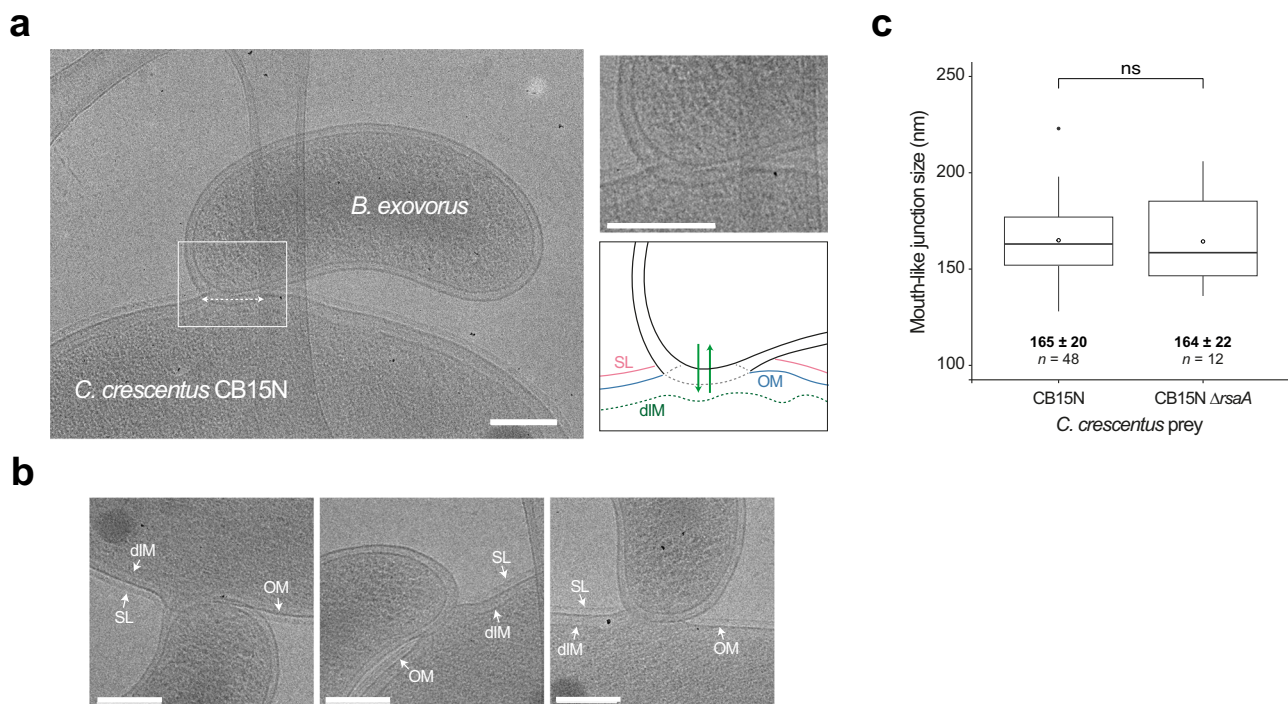 a
B. exovorus
C. crescentus CB15N
SL
OM
dIM
b
dIM
SL
OM
SL
dIM
OM
SL
dIM
OM
c
ns
Mouth-like junction size (nm)
250
200
150
100
165 ± 20
n = 48
164 ± 22
n = 12
CB15N
CB15N ΔrsaA
C. crescentus prey